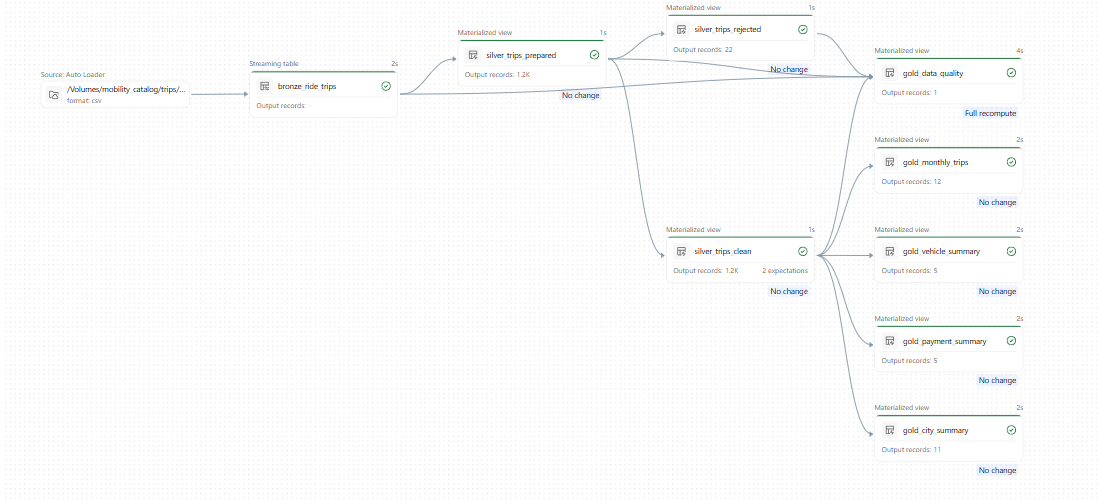 Source: Auto Loader
/Volumes/mobility_catalog/trips/...
format: csv
Streaming table 2s
bronze_ride_trips
Output records: -
Materialized view 1s
silver_trips_prepared
Output records: 1.2K
No change
Materialized view 1s
silver_trips_rejected
Output records: 22
No change
Materialized view 1s
silver_trips_clean
Output records: 1.2K 2 expectations
No change
Materialized view 4s
gold_data_quality
Output records: 1
Full recompute
Materialized view 2s
gold_monthly_trips
Output records: 12
No change
Materialized view 2s
gold_vehicle_summary
Output records: 5
No change
Materialized view 2s
gold_payment_summary
Output records: 5
No change
Materialized view 2s
gold_city_summary
Output records: 11
No change